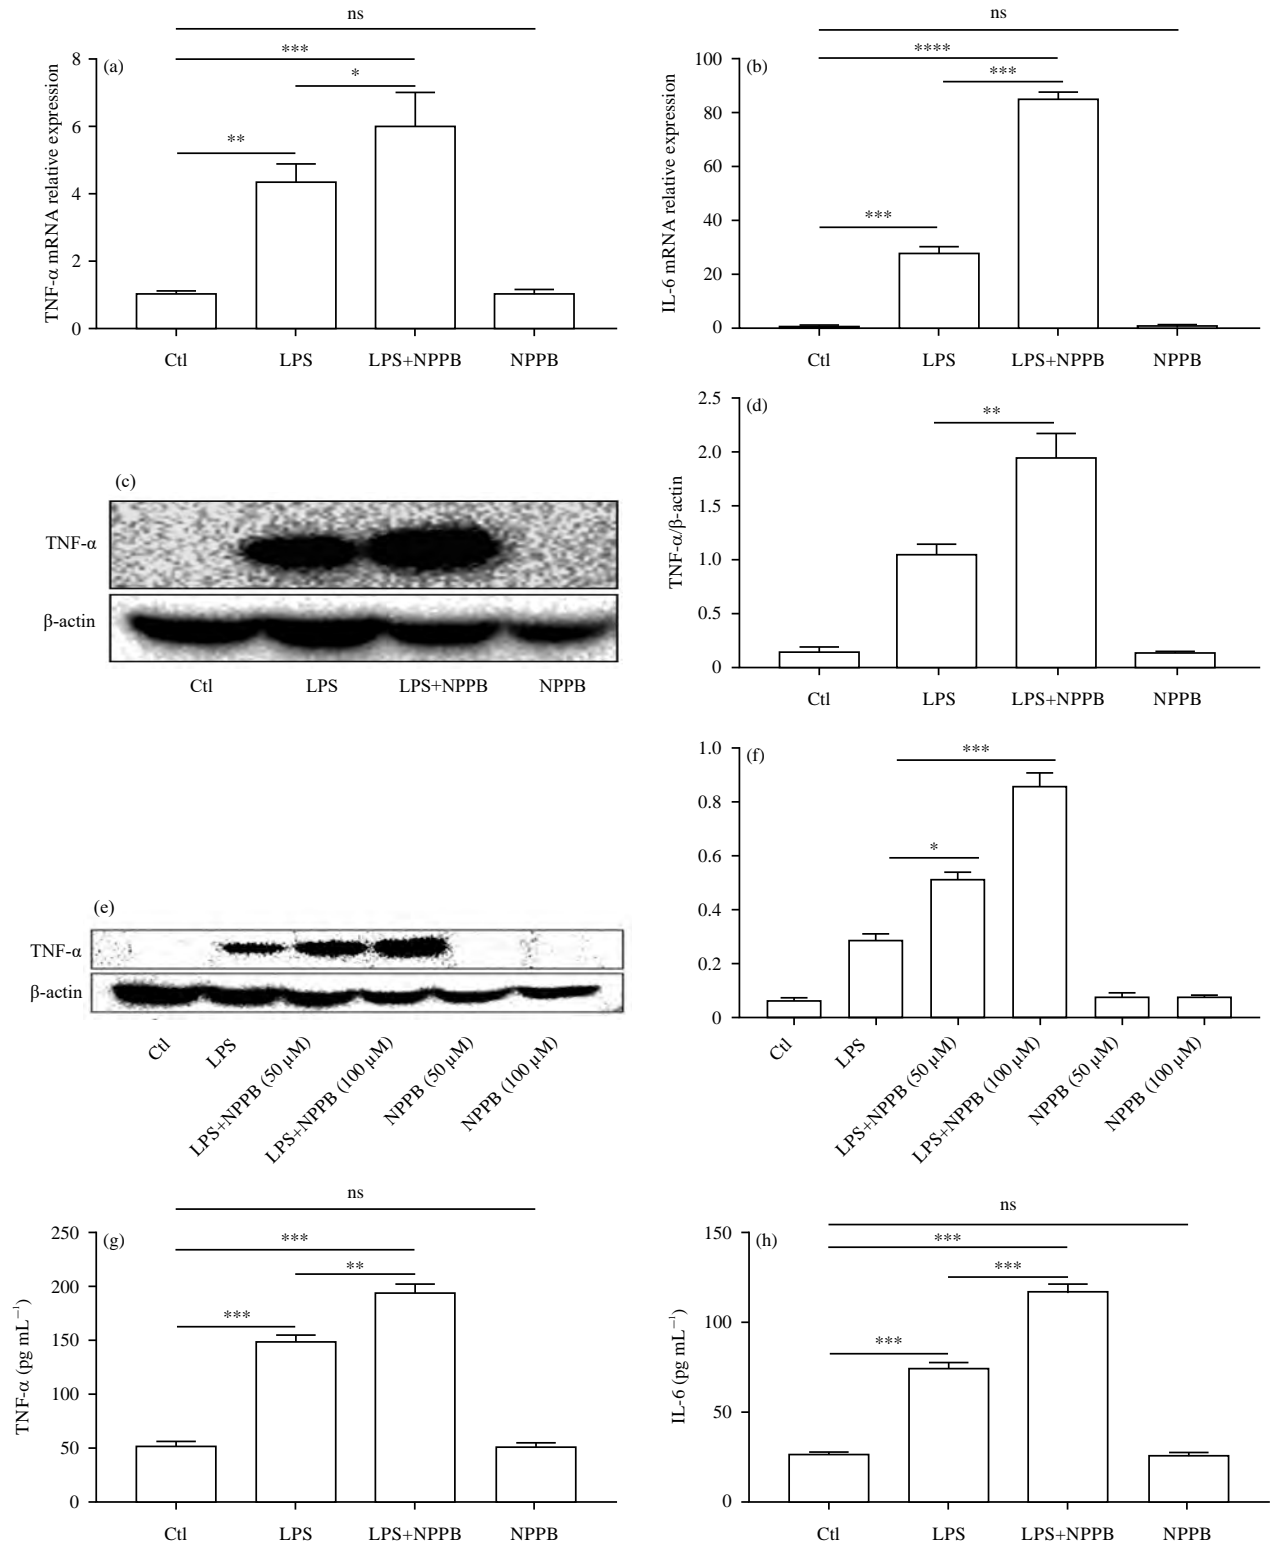 ns
***
*
**
(a)
8
6
4
2
0
TNF-α mRNA relative expression
Ctl
LPS
LPS+NPPB
NPPB
ns
****
***
***
(b)
100
80
60
40
20
0
IL-6 mRNA relative expression
Ctl
LPS
LPS+NPPB
NPPB
(c)
TNF-α
β-actin
Ctl
LPS
LPS+NPPB
NPPB
(d)
**
2.5
2.0
1.5
1.0
0.5
0
TNF-α/β-actin
Ctl
LPS
LPS+NPPB
NPPB
(e)
TNF-α
β-actin
Ctl
LPS
LPS+NPPB (50 µM)
LPS+NPPB (100 µM)
NPPB (50 µM)
NPPB (100 µM)
(f)
***
*
1.0
0.8
0.6
0.4
0.2
0
Ctl
LPS
LPS+NPPB (50 µM)
LPS+NPPB (100 µM)
NPPB (50 µM)
NPPB (100 µM)
ns
***
**
***
(g)
250
200
150
100
50
0
TNF-α (pg mL−1)
Ctl
LPS
LPS+NPPB
NPPB
ns
***
***
***
(h)
150
100
50
0
IL-6 (pg mL−1)
Ctl
LPS
LPS+NPPB
NPPB